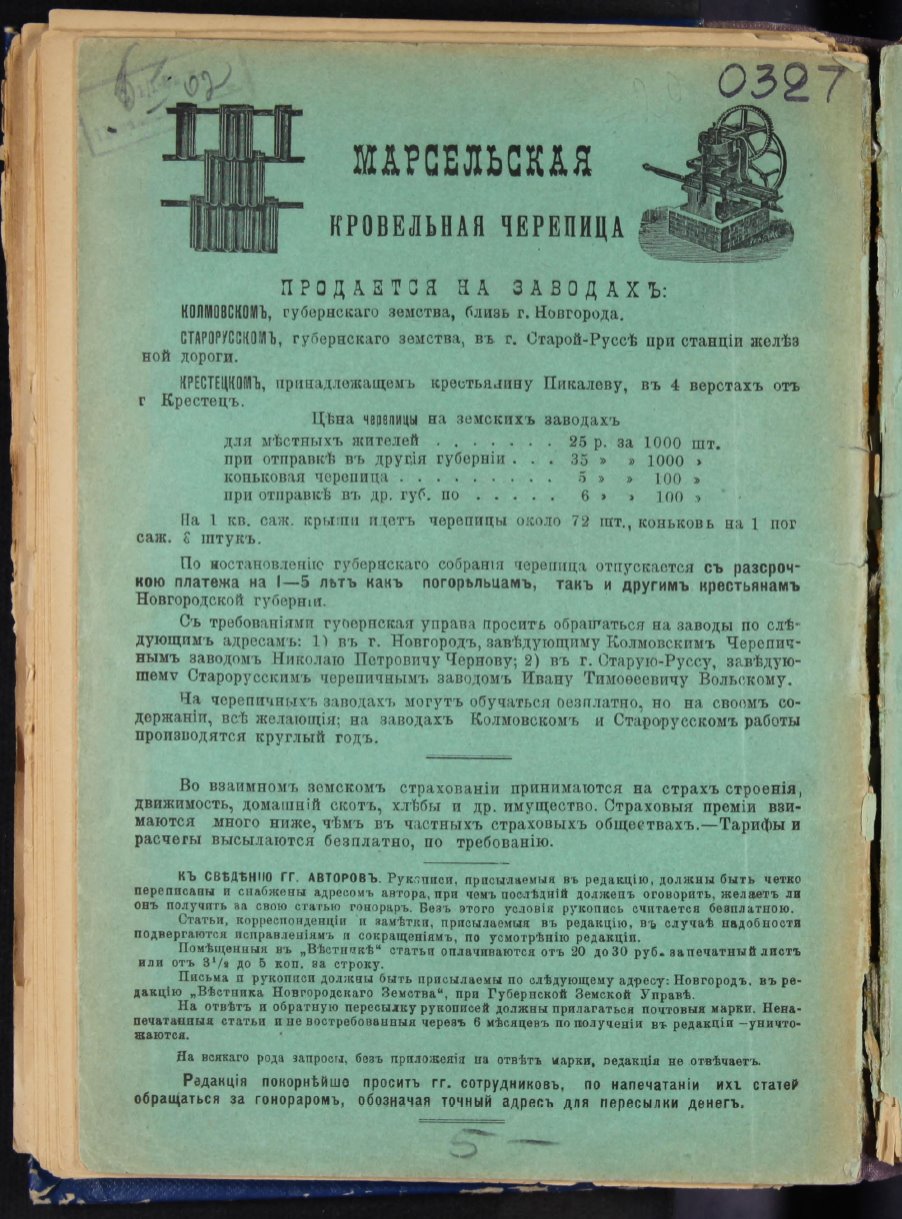 0327
02
МАРСЕЛЬСКАЯ
КРОВЕЛЬНАЯ ЧЕРЕПИЦА
ПРОДАЕТСЯ НА ЗАВОДАХЪ:
КОЛМОВСКОМЪ, губернскаго земства, близь г. Новгорода.
СТАРОРУССКОМЪ, губернскаго земства, въ г. Старой-Руссѣ при станціи желѣз
ной дороги.
КРЕСТЕЦКОМЪ, принадлежащемъ крестьянину Пикалеву, въ 4 верстахъ отъ
г Крестецъ.
Цѣна черепицы на земскихъ заводахъ
для мѣстныхъ жителей . . . . . . . 25 р. за 1000 шт.
при отправкѣ въ другія губерніи . . . 35 » » 1000 »
коньковая черепица . . . . . . . . . 5 » » 100 »
при отправкѣ въ др. губ. по . . . . . 6 » » 100 »
На 1 кв. саж. крыши идетъ черепицы около 72 шт., коньковъ на 1 пог
саж. 6 штукъ.
По постановленію губернскаго собранія черепица отпускается съ разсроч-
кою платежа на 1—5 лѣтъ какъ погорѣльцамъ, такъ и другимъ крестьянамъ
Новгородской губерніи.
Съ требованіями губернская управа проситъ обращаться на заводы по слѣ-
дующимъ адресамъ: 1) въ г. Новгородъ, завѣдующему Колмовскимъ Черепич-
нымъ заводомъ Николаю Петровичу Чернову; 2) въ г. Старую-Руссу, завѣдую-
щему Старорусскимъ черепичнымъ заводомъ Ивану Тимоѳеевичу Вольскому.
На черепичныхъ заводахъ могутъ обучаться безплатно, но на своемъ со-
держаніи, всѣ желающія; на заводахъ Колмовскомъ и Старорусскомъ работы
производятся круглый годъ.
Во взаимномъ земскомъ страхованіи принимаются на страхъ строенія,
движимость, домашній скотъ, хлѣбы и др. имущество. Страховыя преміи взи-
маются много ниже, чѣмъ въ частныхъ страховыхъ обществахъ.—Тарифы и
расчеты высылаются безплатно, по требованію.
КЪ СВѢДѢНІЮ ГГ. АВТОРОВЪ. Рукописи, присылаемыя въ редакцію, должны быть четко
переписаны и снабжены адресомъ автора, при чемъ послѣдній долженъ оговорить, желаетъ ли
онъ получить за свою статью гонораръ. Безъ этого условія рукопись считается безплатною.
Статьи, корреспонденціи и замѣтки, присылаемыя въ редакцію, въ случаѣ надобности
подвергаются исправленіямъ и сокращеніямъ, по усмотрѣнію редакціи.
Помѣщенныя въ „Вѣстникѣ“ статьи оплачиваются отъ 20 до 30 руб. за печатный листъ
или отъ 3¹/₂ до 5 коп. за строку.
Письма и рукописи должны быть присылаемы по слѣдующему адресу: Новгородъ. въ ре-
дакцію „Вѣстника Новгородскаго Земства“, при Губернской Земской Управѣ.
На отвѣтъ и обратную пересылку рукописей должны прилагаться почтовыя марки. Нена-
печатанныя статьи и не востребованныя черезъ 6 мѣсяцевъ по полученіи въ редакціи —уничто-
жаются.
На всякаго рода запросы, безъ приложенія на отвѣтъ марки, редакція не отвѣчаетъ.
Редакція покорнѣйше проситъ гг. сотрудниковъ, по напечатаніи ихъ статей
обращаться за гонораромъ, обозначая точный адресъ для пересылки денегъ.
5 —